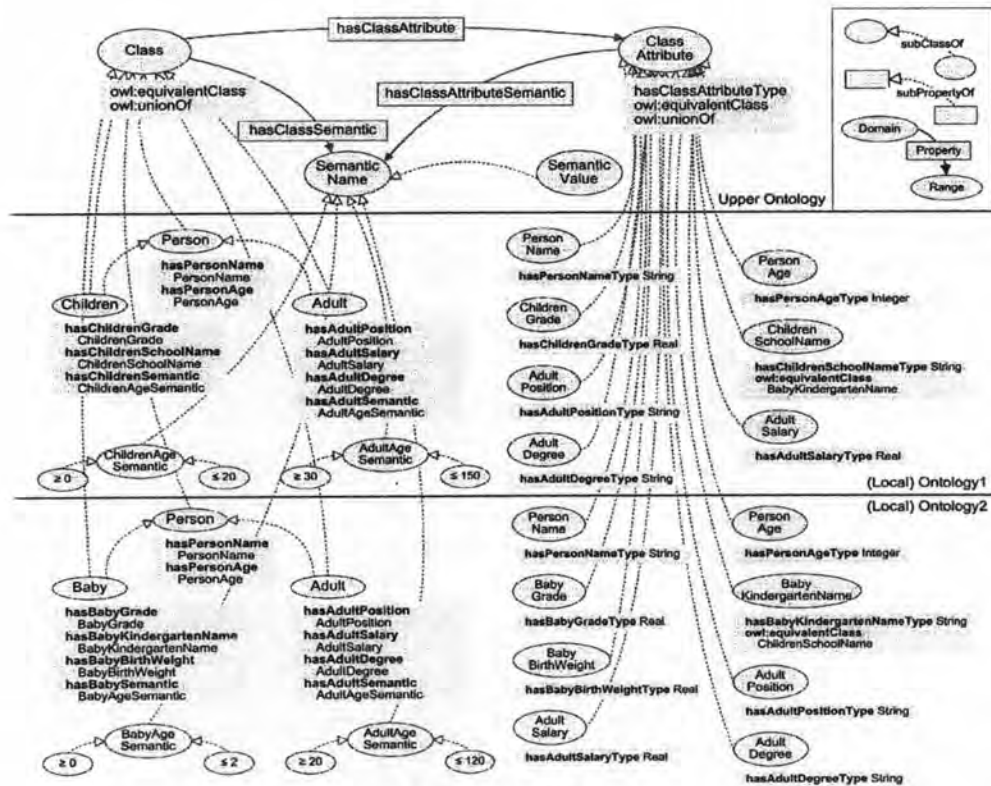 hasClassAttribute
Class
Class
Attribute
owl:equivalentClass
owl:unionOf
hasClassAttributeSemantic
hasClassAttributeType
owl:equivalentClass
owl:unionOf
hasClassSemantic
Semantic
Name
Semantic
Value
Upper Ontology
subClassOf
subPropertyOf
Domain
Property
Range
Person
hasPersonName
PersonName
hasPersonAge
PersonAge
Children
hasChildrenGrade
ChildrenGrade
hasChildrenSchoolName
ChildrenSchoolName
hasChildrenSemantic
ChildrenAgeSemantic
Adult
hasAdultPosition
AdultPosition
hasAdultSalary
AdultSalary
hasAdultDegree
AdultDegree
hasAdultSemantic
AdultAgeSemantic
ChildrenAge
Semantic
≥ 0
≤ 20
AdultAge
Semantic
≥ 30
≤ 150
Person
Name
hasPersonNameType String
Children
Grade
hasChildrenGradeType Real
Adult
Position
hasAdultPositionType String
Adult
Degree
hasAdultDegreeType String
Person
Age
hasPersonAgeType Integer
Children
SchoolName
hasChildrenSchoolNameType String
owl:equivalentClass
BabyKindergartenName
Adult
Salary
hasAdultSalaryType Real
(Local) Ontology1
(Local) Ontology2
Person
hasPersonName
PersonName
hasPersonAge
PersonAge
Baby
hasBabyGrade
BabyGrade
hasBabyKindergartenName
BabyKindergartenName
hasBabyBirthWeight
BabyBirthWeight
hasBabySemantic
BabyAgeSemantic
Adult
hasAdultPosition
AdultPosition
hasAdultSalary
AdultSalary
hasAdultDegree
AdultDegree
hasAdultSemantic
AdultAgeSemantic
BabyAge
Semantic
≥ 0
≤ 2
AdultAge
Semantic
≥ 20
≤ 120
Person
Name
hasPersonNameType String
Baby
Grade
hasBabyGradeType Real
Baby
BirthWeight
hasBabyBirthWeightType Real
Adult
Salary
hasAdultSalaryType Real
Person
Age
hasPersonAgeType Integer
Baby
KindergartenName
hasBabyKindergartenNameType String
owl:equivalentClass
ChildrenSchoolName
Adult
Position
hasAdultPositionType String
Adult
Degree
hasAdultDegreeType String